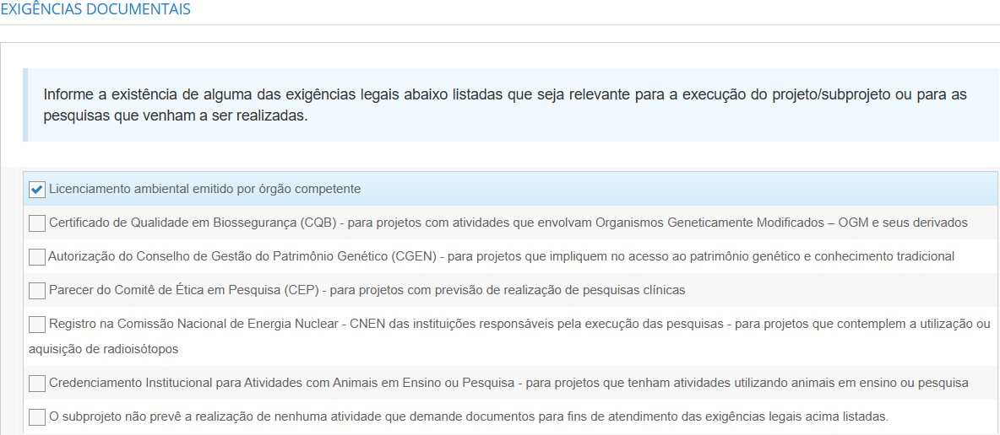 EXIGÊNCIAS DOCUMENTAIS
Informe a existência de alguma das exigências legais abaixo listadas que seja relevante para a execução do projeto/subprojeto ou para as
pesquisas que venham a ser realizadas.
Licenciamento ambiental emitido por órgão competente
Certificado de Qualidade em Biossegurança (CQB) - para projetos com atividades que envolvam Organismos Geneticamente Modificados – OGM e seus derivados
Autorização do Conselho de Gestão do Patrimônio Genético (CGEN) - para projetos que impliquem no acesso ao patrimônio genético e conhecimento tradicional
Parecer do Comitê de Ética em Pesquisa (CEP) - para projetos com previsão de realização de pesquisas clínicas
Registro na Comissão Nacional de Energia Nuclear - CNEN das instituições responsáveis pela execução das pesquisas - para projetos que contemplem a utilização ou
aquisição de radioisótopos
Credenciamento Institucional para Atividades com Animais em Ensino ou Pesquisa - para projetos que tenham atividades utilizando animais em ensino ou pesquisa
O subprojeto não prevê a realização de nenhuma atividade que demande documentos para fins de atendimento das exigências legais acima listadas.